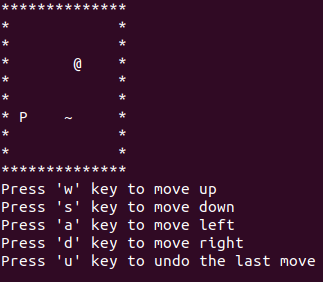 **************
*            *
*            *
*       @    *
*            *
*            *
* P    ~     *
*            *
*            *
**************
Press 'w' key to move up
Press 's' key to move down
Press 'a' key to move left
Press 'd' key to move right
Press 'u' key to undo the last move